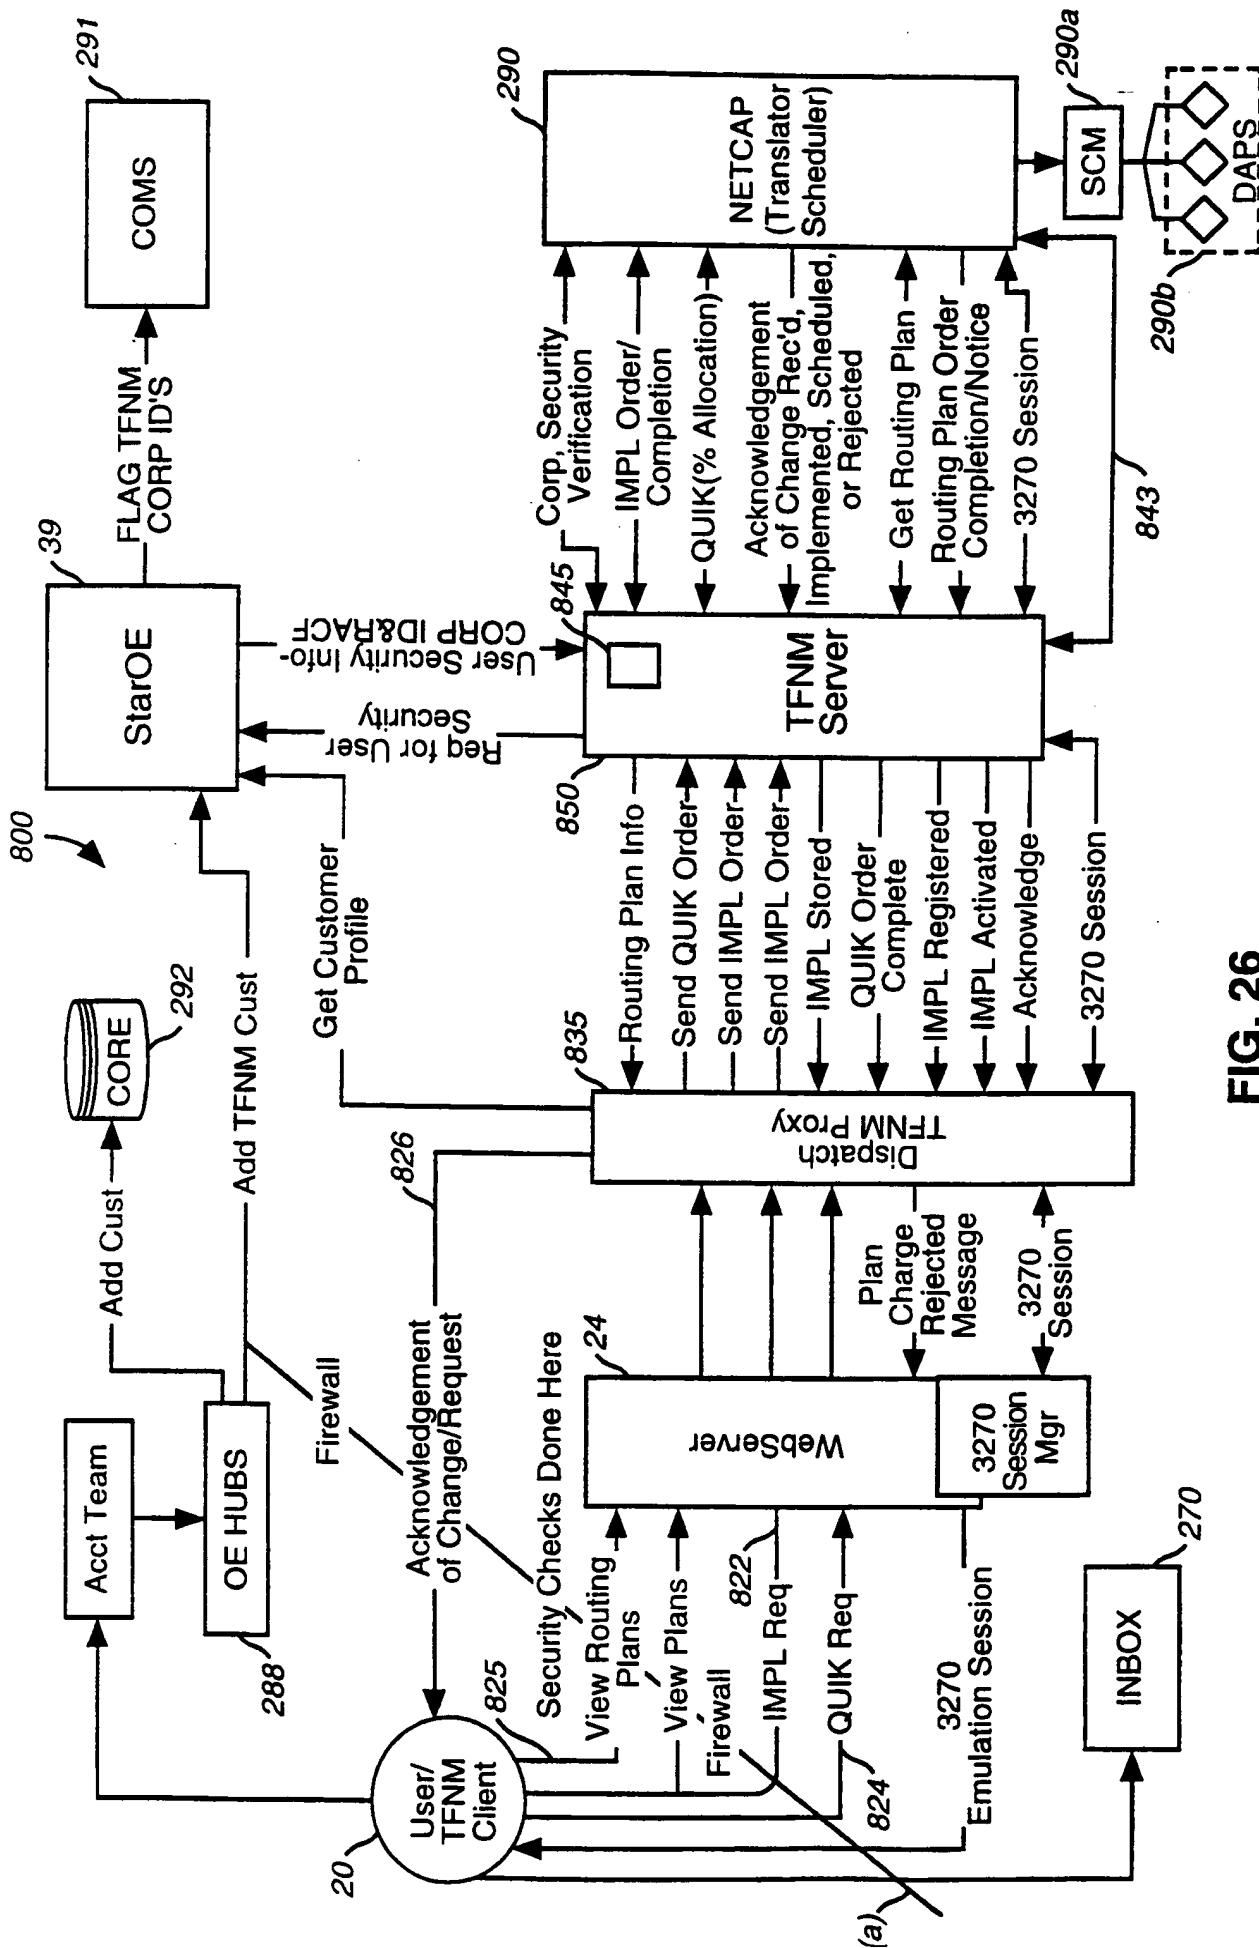 800
Acct Team
OE HUBS
288
Add Cust
CORE
292
Add TFNM Cust
Firewall
StarOE
39
FLAG TFNM
CORP ID'S
COMS
291
Get Customer
Profile
Req for User
Security
User Security Info-
CORP ID&RACF
User/
TFNM
Client
20
826
Acknowledgement
of Change/Request
Security Checks Done Here
825
View Routing
Plans
View Plans
Firewall
822
IMPL Req
QUIK Req
824
3270
Emulation Session
(a)
INBOX
270
24
WebServer
3270
Session
Mgr
Plan
Charge
Rejected
Message
3270
Session
835
Dispatch
TFNM Proxy
Routing Plan Info
Send QUIK Order
Send IMPL Order
Send IMPL Order
IMPL Stored
QUIK Order
Complete
IMPL Registered
IMPL Activated
Acknowledge
3270 Session
850
845
TFNM
Server
Corp, Security
Verification
IMPL Order/
Completion
QUIK(% Allocation)
Acknowledgement
of Change Rec'd,
Implemented, Scheduled,
or Rejected
Get Routing Plan
Routing Plan Order
Completion/Notice
3270 Session
843
290
NETCAP
(Translator
Scheduler)
SCM
290a
290b
DAPS
FIG. 26